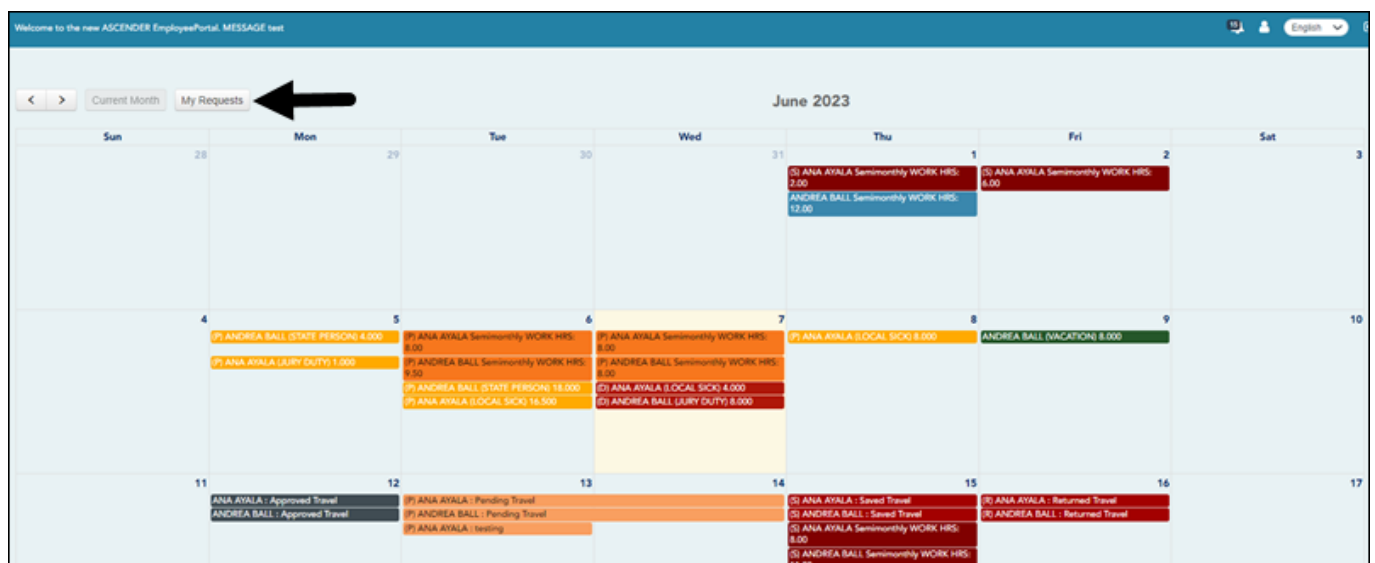 Welcome to the new ASCENDER EmployeePortal. MESSAGE test
15
English
Current Month
My Requests
June 2023
Sun Mon Tue Wed Thu Fri Sat
28 29 30 31 1 2 3
(S) ANA AYALA Semimonthly WORK HRS:
2.00
(S) ANA AYALA Semimonthly WORK HRS:
6.00
ANDREA BALL Semimonthly WORK HRS:
12.00
4 5 6 7 8 9 10
(P) ANDREA BALL (STATE PERSON) 4.000
(P) ANA AYALA (JURY DUTY) 1.000
(P) ANA AYALA Semimonthly WORK HRS:
8.00
(P) ANDREA BALL Semimonthly WORK HRS:
9.50
(P) ANDREA BALL (STATE PERSON) 18.000
(P) ANA AYALA (LOCAL SICK) 16.500
(P) ANA AYALA Semimonthly WORK HRS:
8.00
(P) ANDREA BALL Semimonthly WORK HRS:
8.00
(D) ANA AYALA (LOCAL SICK) 4.000
(D) ANDREA BALL (JURY DUTY) 8.000
(P) ANA AYALA (LOCAL SICK) 8.000
ANDREA BALL (VACATION) 8.000
11 12 13 14 15 16 17
ANA AYALA : Approved Travel
ANDREA BALL : Approved Travel
(P) ANA AYALA : Pending Travel
(P) ANDREA BALL : Pending Travel
(P) ANA AYALA : testing
(S) ANA AYALA : Saved Travel
(S) ANDREA BALL : Saved Travel
(S) ANA AYALA Semimonthly WORK HRS:
8.00
(S) ANDREA BALL Semimonthly WORK HRS:
(R) ANA AYALA : Returned Travel
(R) ANDREA BALL : Returned Travel